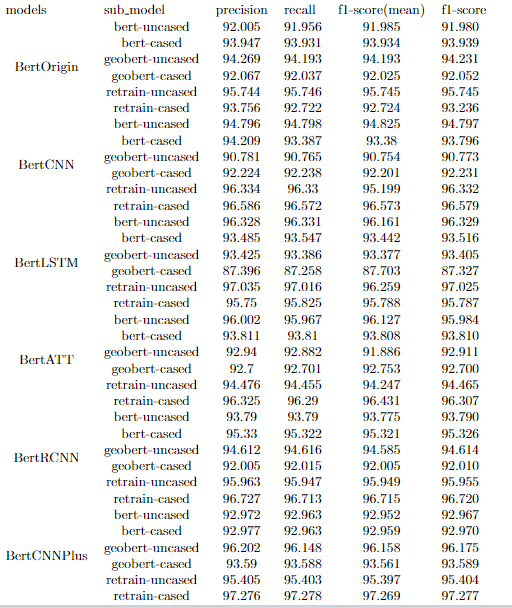 models sub_model precision recall f1-score(mean) f1-score
bert-uncased 92.005 91.956 91.985 91.980
bert-cased 93.947 93.931 93.934 93.939
BertOrigin geobert-uncased 94.269 94.193 94.193 94.231
geobert-cased 92.067 92.037 92.025 92.052
retrain-uncased 95.744 95.746 95.745 95.745
retrain-cased 93.756 92.722 92.724 93.236
bert-uncased 94.796 94.798 94.825 94.797
bert-cased 94.209 93.387 93.38 93.796
BertCNN geobert-uncased 90.781 90.765 90.754 90.773
geobert-cased 92.224 92.238 92.201 92.231
retrain-uncased 96.334 96.33 95.199 96.332
retrain-cased 96.586 96.572 96.573 96.579
bert-uncased 96.328 96.331 96.161 96.329
bert-cased 93.485 93.547 93.442 93.516
BertLSTM geobert-uncased 93.425 93.386 93.377 93.405
geobert-cased 87.396 87.258 87.703 87.327
retrain-uncased 97.035 97.016 96.259 97.025
retrain-cased 95.75 95.825 95.788 95.787
bert-uncased 96.002 95.967 96.127 95.984
bert-cased 93.811 93.81 93.808 93.810
BertATT geobert-uncased 92.94 92.882 91.886 92.911
geobert-cased 92.7 92.701 92.753 92.700
retrain-uncased 94.476 94.455 94.247 94.465
retrain-cased 96.325 96.29 96.431 96.307
bert-uncased 93.79 93.79 93.775 93.790
bert-cased 95.33 95.322 95.321 95.326
BertRCNN geobert-uncased 94.612 94.616 94.585 94.614
geobert-cased 92.005 92.015 92.005 92.010
retrain-uncased 95.963 95.947 95.949 95.955
retrain-cased 96.727 96.713 96.715 96.720
bert-uncased 92.972 92.963 92.952 92.967
bert-cased 92.977 92.963 92.959 92.970
BertCNNPlus geobert-uncased 96.202 96.148 96.158 96.175
geobert-cased 93.59 93.588 93.561 93.589
retrain-uncased 95.405 95.403 95.397 95.404
retrain-cased 97.276 97.278 97.269 97.277